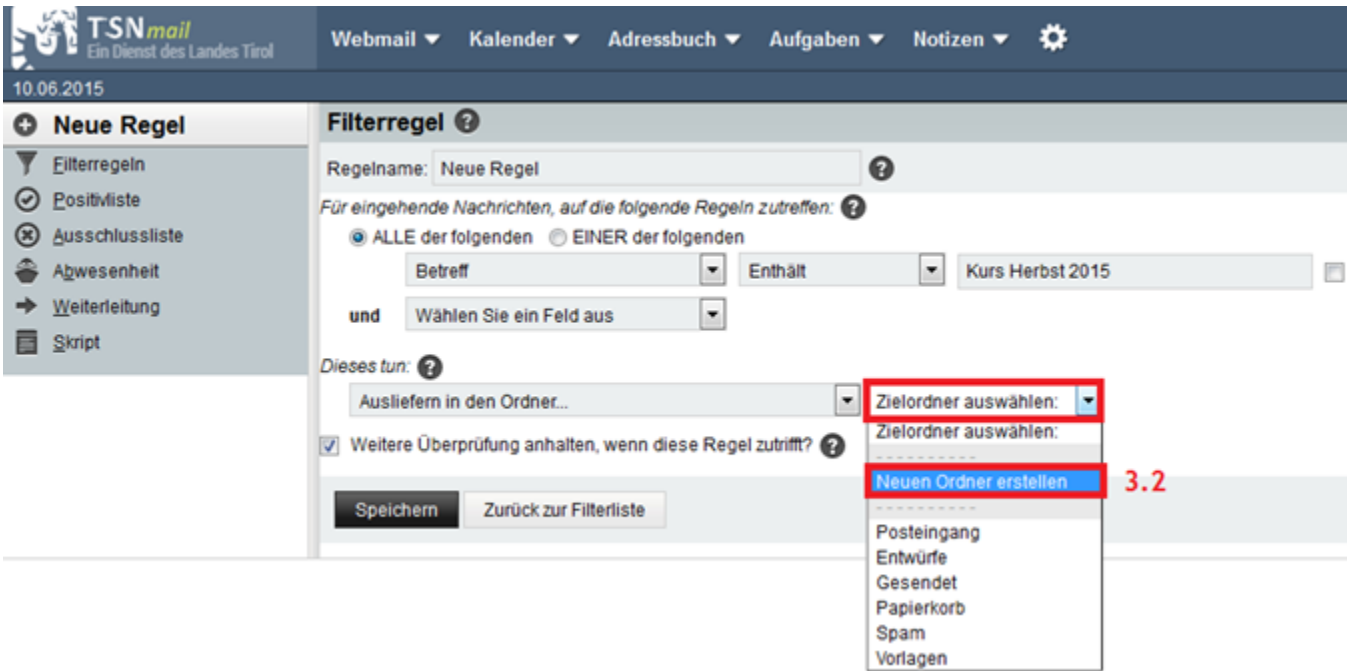 TSNmail
Ein Dienst des Landes Tirol
Webmail Kalender Adressbuch Aufgaben Notizen
10.06.2015
Neue Regel
Filterregeln
Positivliste
Ausschlussliste
Abwesenheit
Weiterleitung
Skript
Filterregel ?
Regelname: Neue Regel ?
Für eingehende Nachrichten, auf die folgende Regeln zutreffen: ?
ALLE der folgenden EINER der folgenden
Betreff Enthält Kurs Herbst 2015
und Wählen Sie ein Feld aus
Dieses tun: ?
Ausliefern in den Ordner... Zielordner auswählen:
Weitere Überprüfung anhalten, wenn diese Regel zutrifft? ?
Speichern Zurück zur Filterliste
Zielordner auswählen:
----------
Neuen Ordner erstellen 3.2
----------
Posteingang
Entwürfe
Gesendet
Papierkorb
Spam
Vorlagen